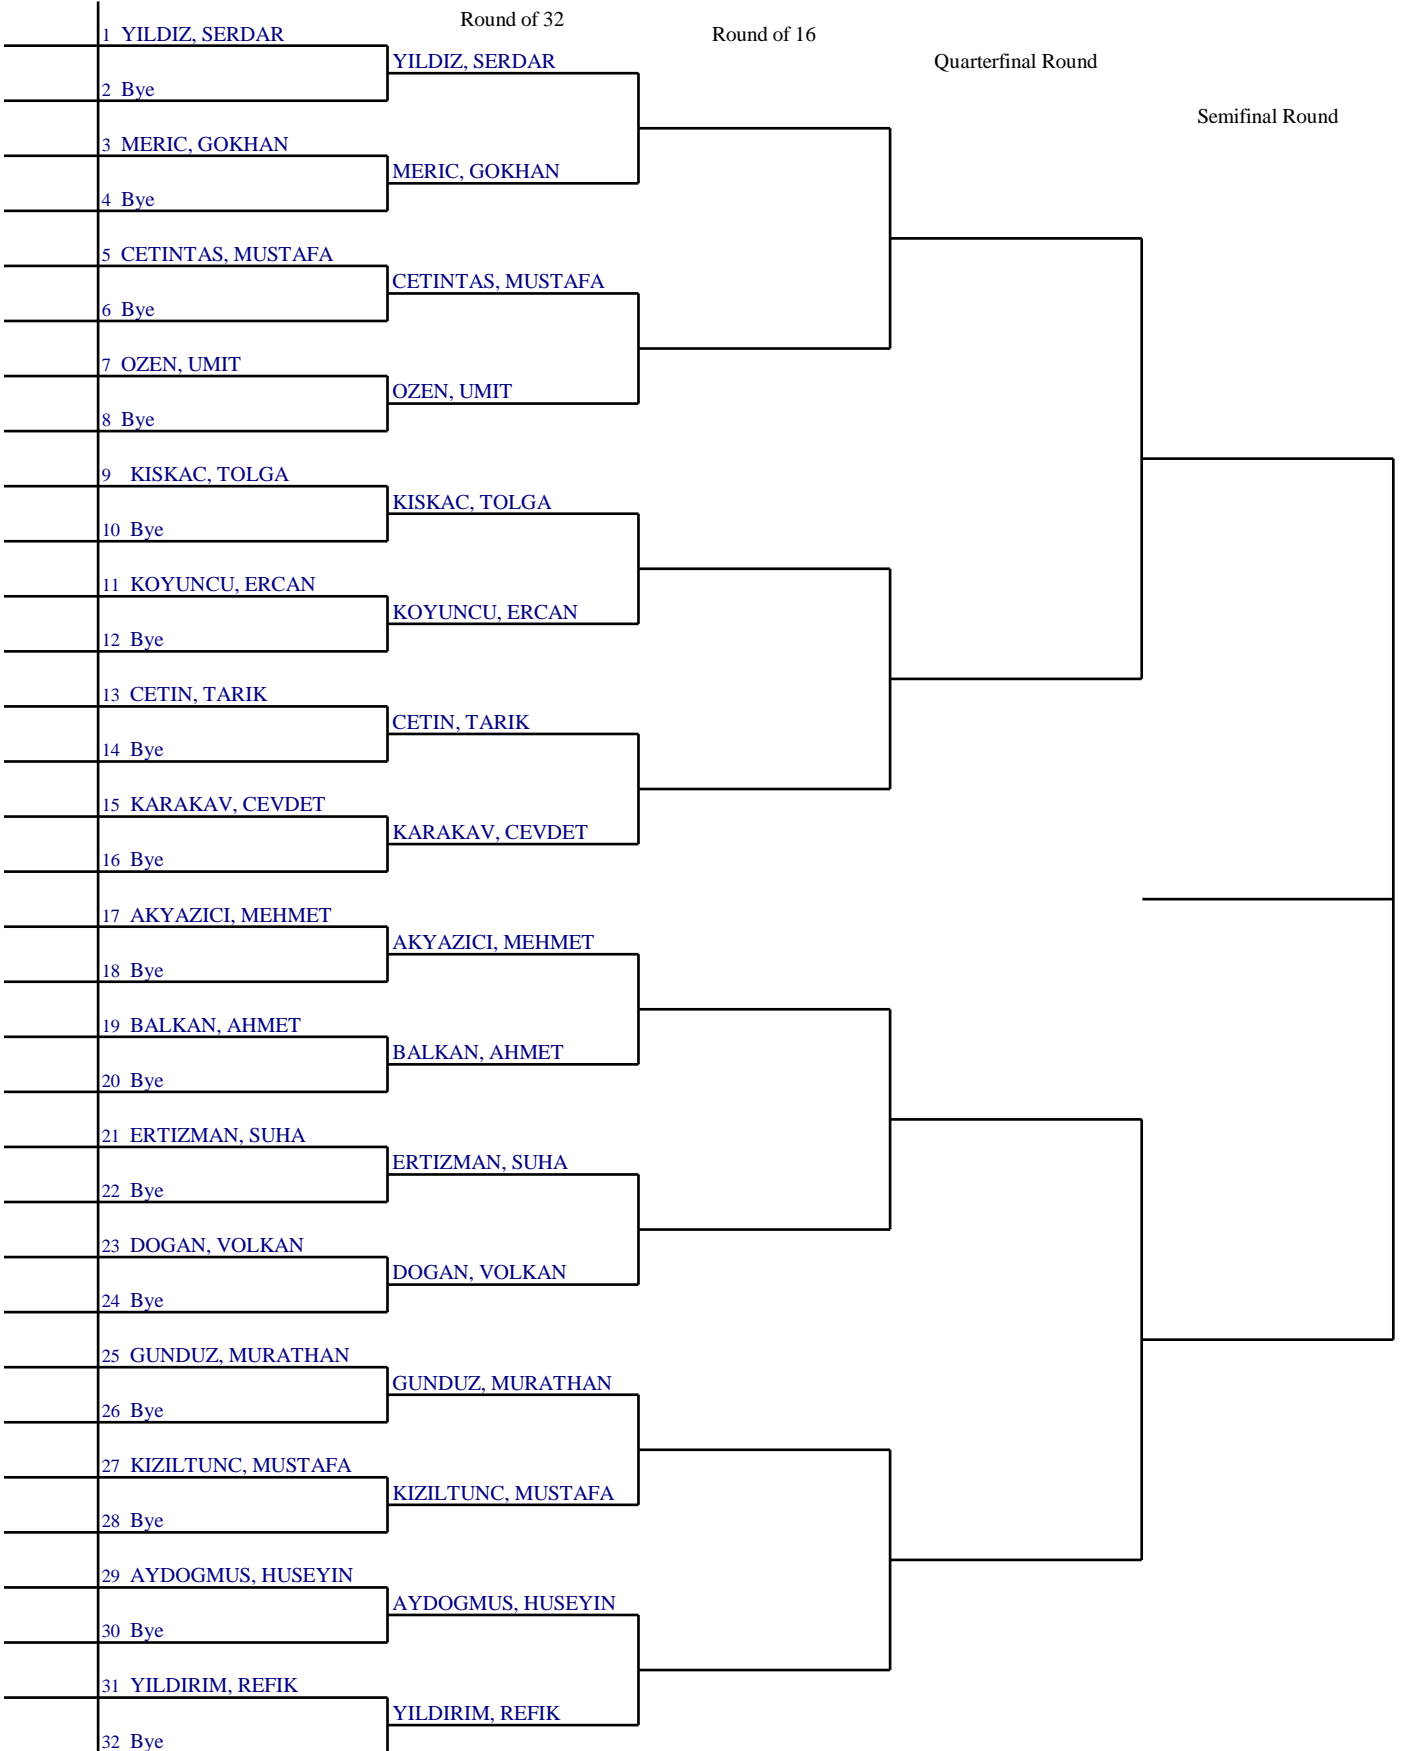 Round of 32
Round of 16
Quarterfinal Round
Semifinal Round
1 YILDIZ, SERDAR
YILDIZ, SERDAR
2 Bye
3 MERIC, GOKHAN
MERIC, GOKHAN
4 Bye
5 CETINTAS, MUSTAFA
CETINTAS, MUSTAFA
6 Bye
7 OZEN, UMIT
OZEN, UMIT
8 Bye
9 KISKAC, TOLGA
KISKAC, TOLGA
10 Bye
11 KOYUNCU, ERCAN
KOYUNCU, ERCAN
12 Bye
13 CETIN, TARIK
CETIN, TARIK
14 Bye
15 KARAKAV, CEVDET
KARAKAV, CEVDET
16 Bye
17 AKYAZICI, MEHMET
AKYAZICI, MEHMET
18 Bye
19 BALKAN, AHMET
BALKAN, AHMET
20 Bye
21 ERTIZMAN, SUHA
ERTIZMAN, SUHA
22 Bye
23 DOGAN, VOLKAN
DOGAN, VOLKAN
24 Bye
25 GUNDUZ, MURATHAN
GUNDUZ, MURATHAN
26 Bye
27 KIZILTUNC, MUSTAFA
KIZILTUNC, MUSTAFA
28 Bye
29 AYDOGMUS, HUSEYIN
AYDOGMUS, HUSEYIN
30 Bye
31 YILDIRIM, REFIK
YILDIRIM, REFIK
32 Bye